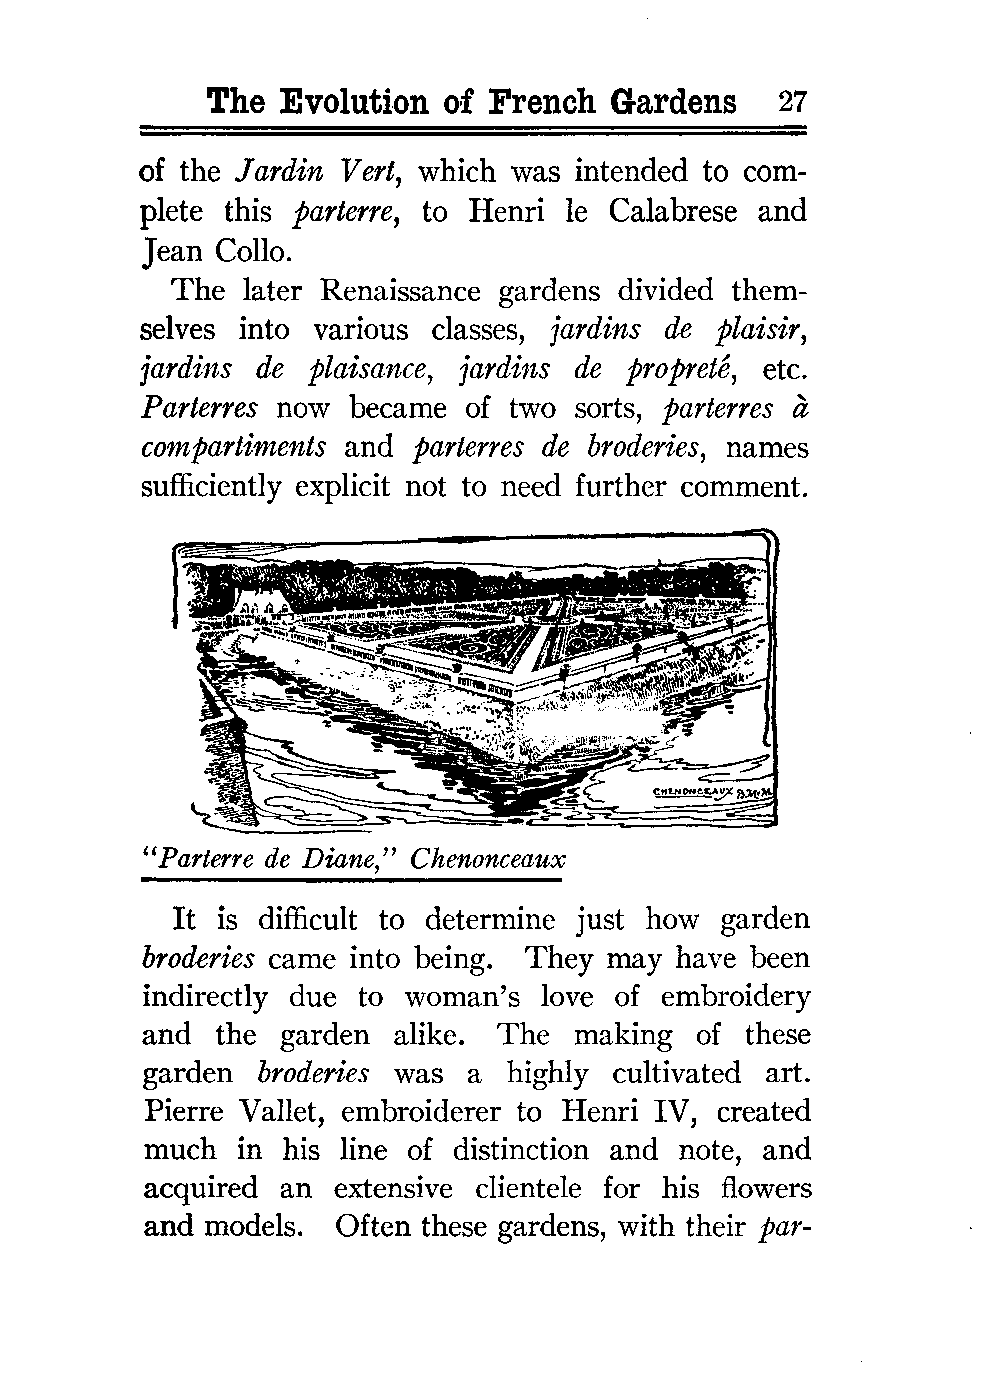 The Evolution of French Gardens 27
of the Jardin Vert, which was intended to com-
plete this parterre, to Henri le Calabrese and
Jean Collo.
The later Renaissance gardens divided them-
selves into various classes, jardins de plaisir,
jardins de plaisance, jardins de propreté, etc.
Parterres now became of two sorts, parterres à
compartiments and parterres de broderies, names
sufficiently explicit not to need further comment.
CHENONCEAUX B.McM
"Parterre de Diane," Chenonceaux
It is difficult to determine just how garden
broderies came into being. They may have been
indirectly due to woman's love of embroidery
and the garden alike. The making of these
garden broderies was a highly cultivated art.
Pierre Vallet, embroiderer to Henri IV, created
much in his line of distinction and note, and
acquired an extensive clientele for his flowers
and models. Often these gardens, with their par-